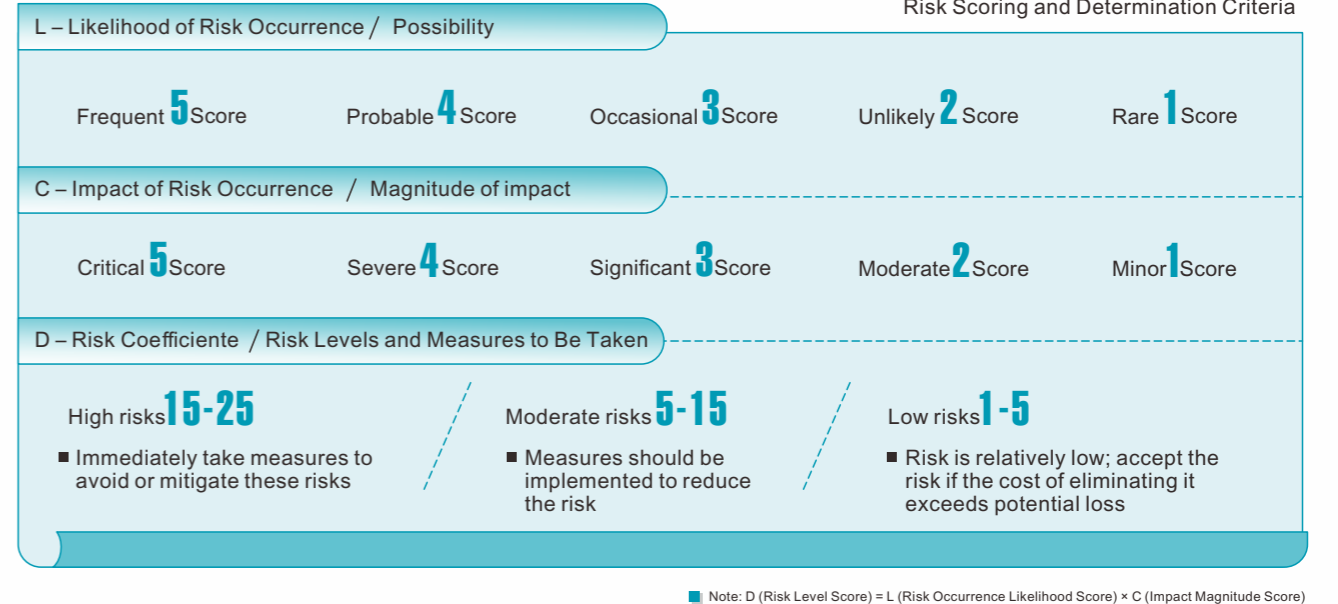 Risk Scoring and Determination Criteria
L – Likelihood of Risk Occurrence / Possibility
Frequent 5 Score Probable 4 Score Occasional 3 Score Unlikely 2 Score Rare 1 Score
C – Impact of Risk Occurrence / Magnitude of impact
Critical 5 Score Severe 4 Score Significant 3 Score Moderate 2 Score Minor 1 Score
D – Risk Coefficiente / Risk Levels and Measures to Be Taken
High risks 15-25
■ Immediately take measures to
avoid or mitigate these risks
Moderate risks 5-15
■ Measures should be
implemented to reduce
the risk
Low risks 1-5
■ Risk is relatively low; accept the
risk if the cost of eliminating it
exceeds potential loss
Note: D (Risk Level Score) = L (Risk Occurrence Likelihood Score) × C (Impact Magnitude Score)